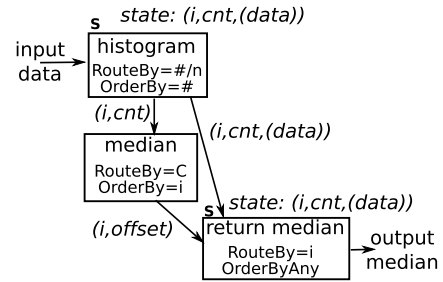 state: (i,cnt,(data))
s
histogram
input
data
RouteBy=#/n
OrderBy=#
(i,cnt)
(i,cnt,(data))
median
RouteBy=C
OrderBy=i
state: (i,cnt,(data))
s
return median
(i,offset)
RouteBy=i
OrderByAny
output
median